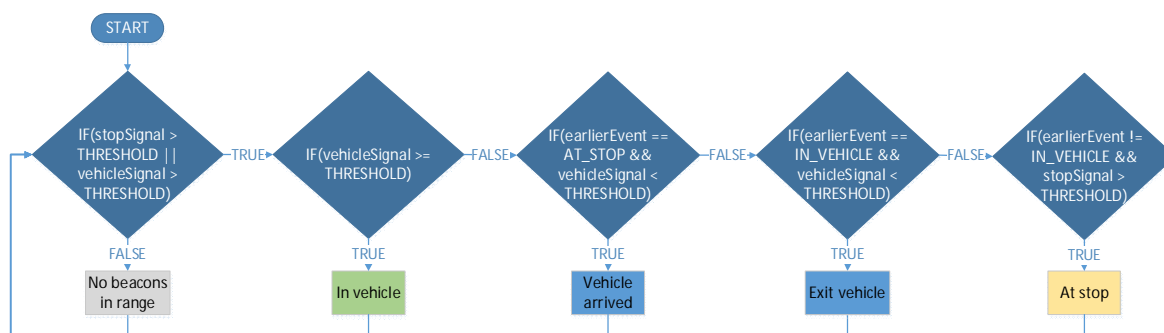 START
IF(stopSignal >
THRESHOLD ||
vehicleSignal >
THRESHOLD)
TRUE
IF(vehicleSignal >=
THRESHOLD)
FALSE
IF(earlierEvent ==
AT_STOP &&
vehicleSignal <
THRESHOLD)
FALSE
IF(earlierEvent ==
IN_VEHICLE &&
vehicleSignal <
THRESHOLD)
FALSE
IF(earlierEvent !=
IN_VEHICLE &&
stopSignal >
THRESHOLD)
FALSE
TRUE
TRUE
TRUE
TRUE
No beacons
in range
In vehicle
Vehicle
arrived
Exit vehicle
At stop